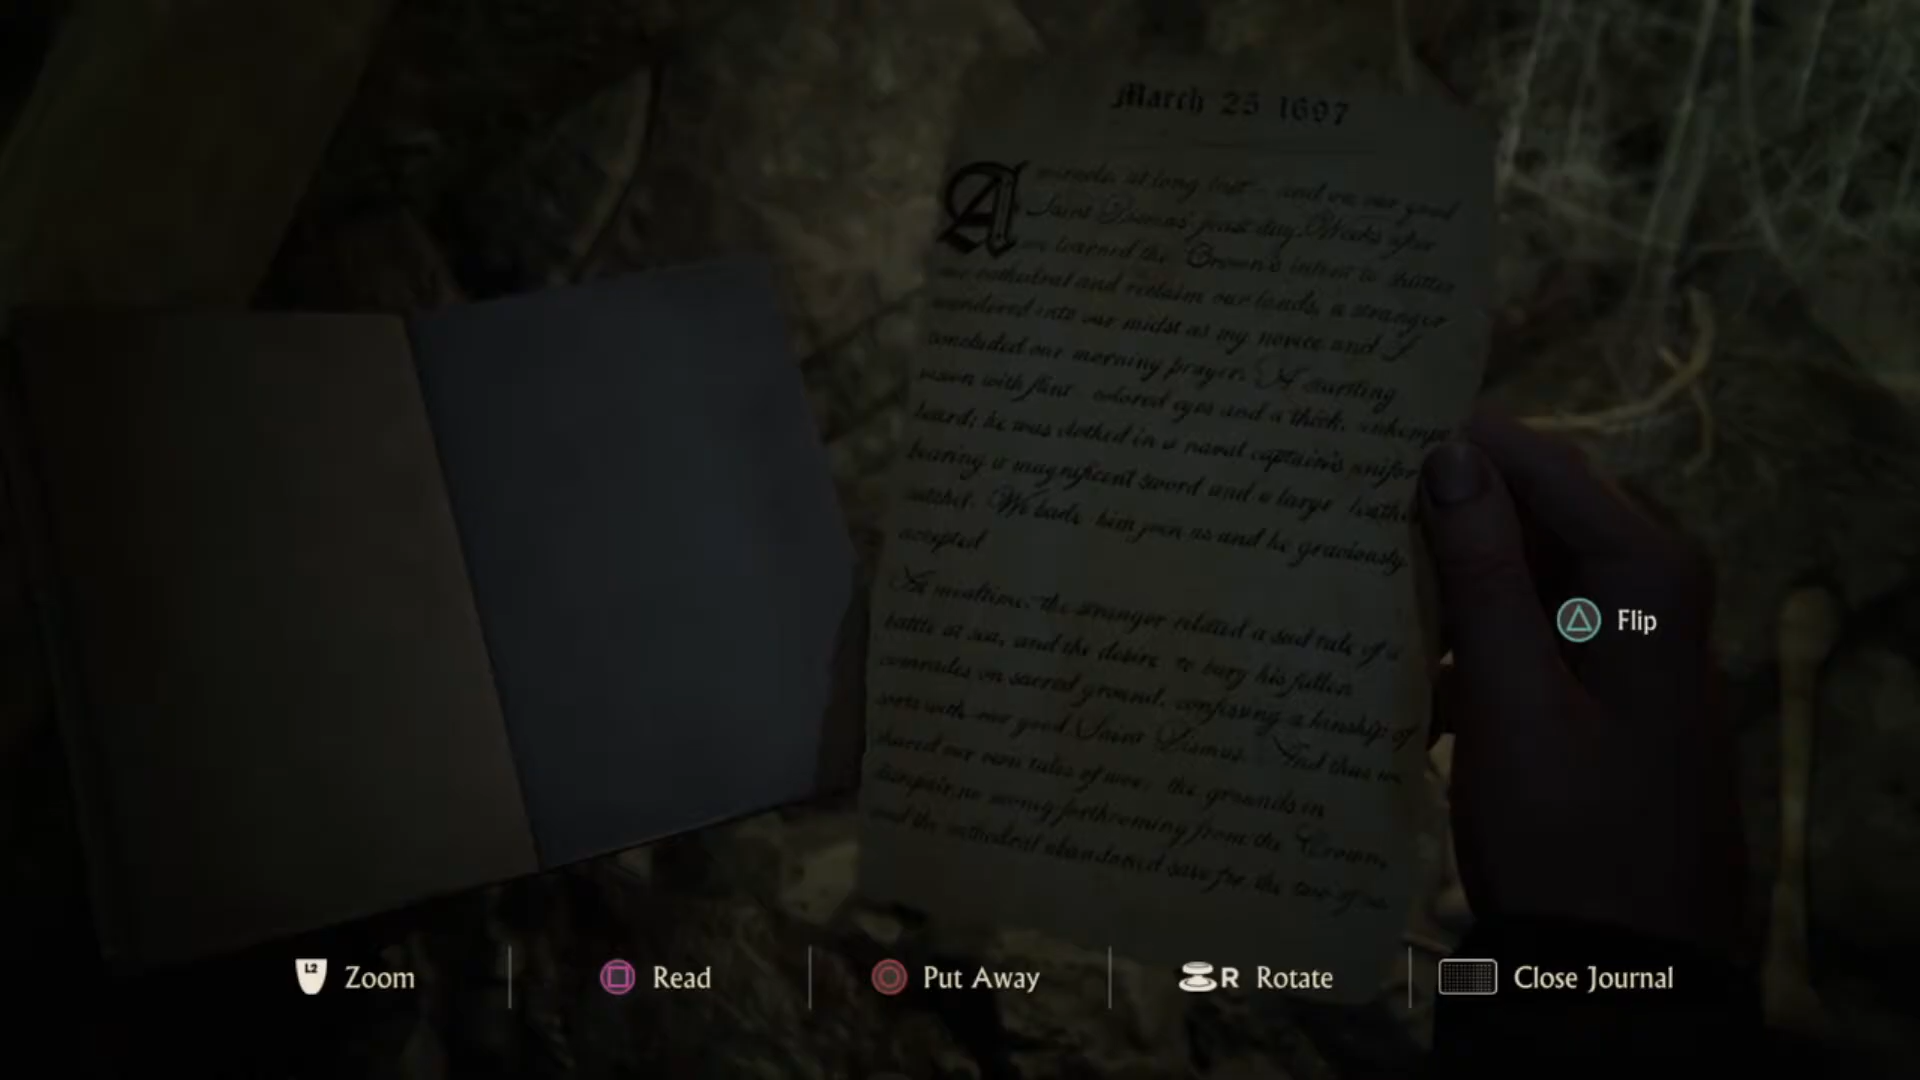 March 25 1697
A miracle, at long last - and on our good
Saint Dismas' feast day. Weeks after
we learned the Crown's intent to shutter
our cathedral and reclaim our lands, a stranger
wandered into our midst as my novice and I
concluded our morning prayer. A
vision with flint-colored eyes and a thick, unkempt
beard; he was clothed in a naval captain's unifor
bearing a magnificent sword and a large leathe
satchel. We bade him join us and he graciously
accepted
At mealtime, the stranger related a sad tale of a
battle at sea, and the desire to bury his fallen
comrades on sacred ground, confessing a kinship of
sorts with our good Saint Dismas. And thus we
shared our own tales of woe: the grounds in
disrepair, no money forthcoming from the Crown,
and the cathedral abandoned save for the two of us
Flip
L2 Zoom
Read
Put Away
R Rotate
Close Journal